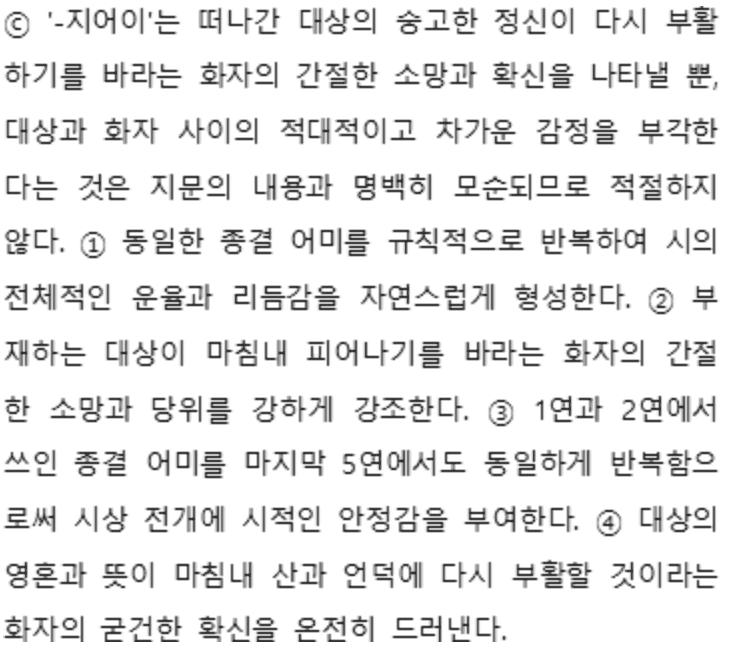 ⓒ '-지어이'는 떠나간 대상의 숭고한 정신이 다시 부활
하기를 바라는 화자의 간절한 소망과 확신을 나타낼 뿐,
대상과 화자 사이의 적대적이고 차가운 감정을 부각한
다는 것은 지문의 내용과 명백히 모순되므로 적절하지
않다. ① 동일한 종결 어미를 규칙적으로 반복하여 시의
전체적인 운율과 리듬감을 자연스럽게 형성한다. ② 부
재하는 대상이 마침내 피어나기를 바라는 화자의 간절
한 소망과 당위를 강하게 강조한다. ③ 1연과 2연에서
쓰인 종결 어미를 마지막 5연에서도 동일하게 반복함으
로써 시상 전개에 시적인 안정감을 부여한다. ④ 대상의
영혼과 뜻이 마침내 산과 언덕에 다시 부활할 것이라는
화자의 굳건한 확신을 온전히 드러낸다.